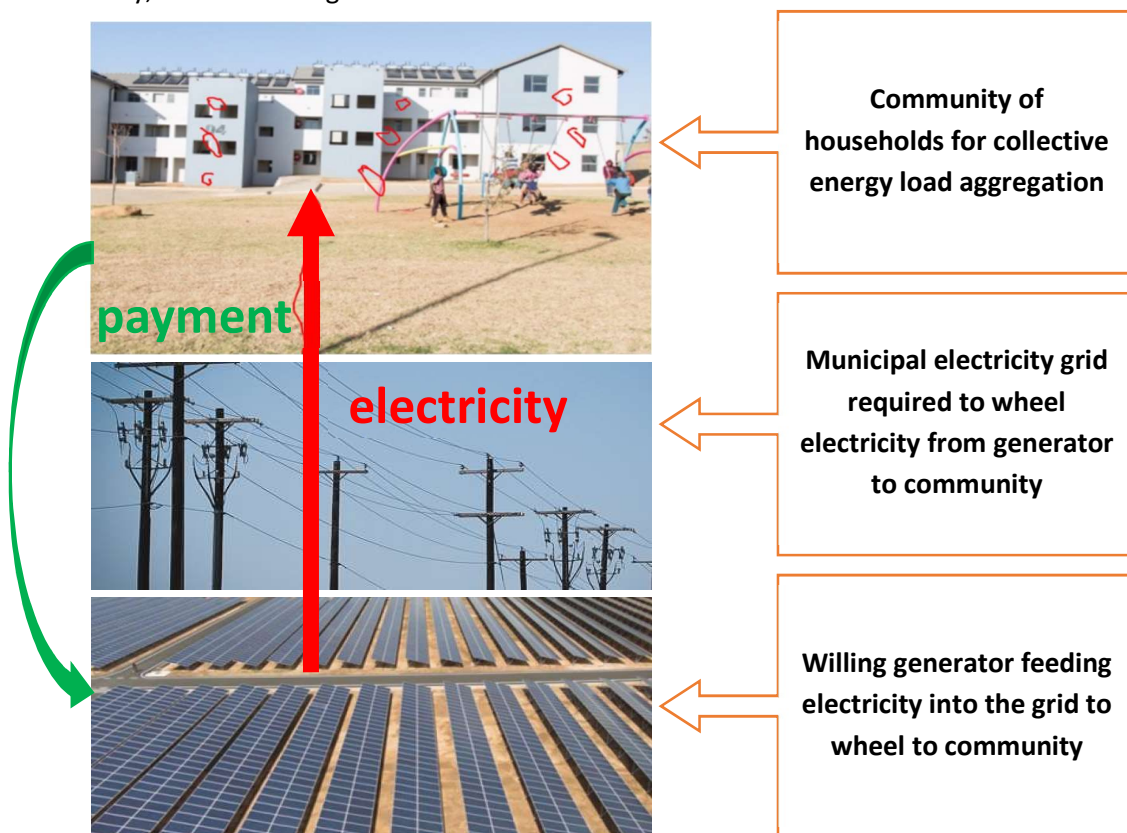 Community of
households for collective
energy load aggregation
payment
electricity
Municipal electricity grid
required to wheel
electricity from generator
to community
Willing generator feeding
electricity into the grid to
wheel to community